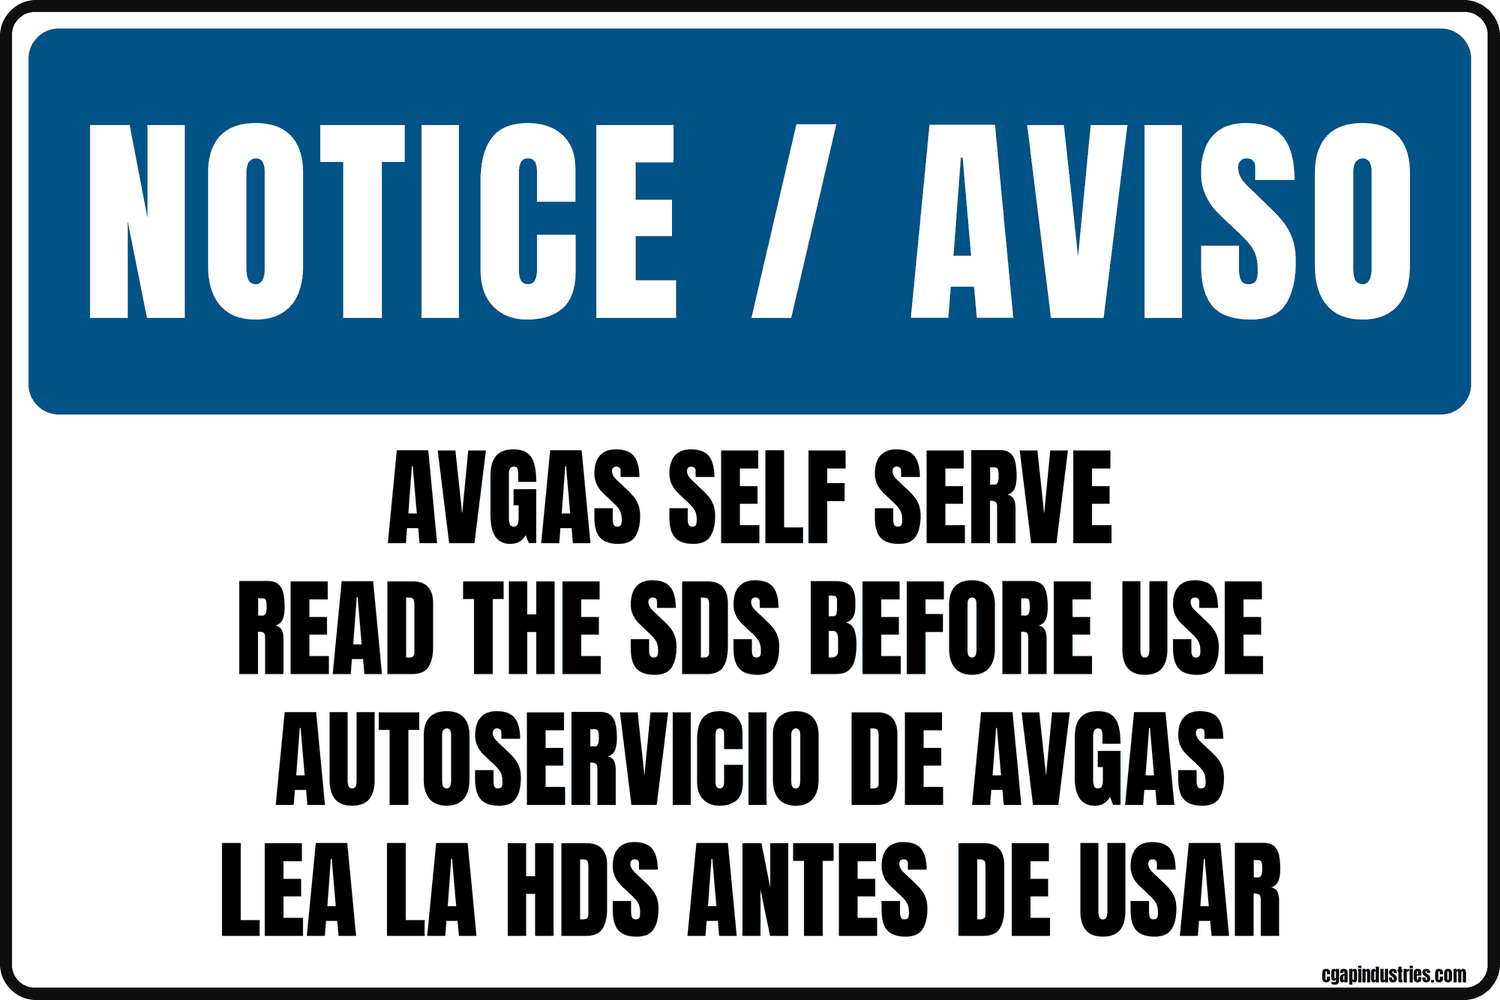 NOTICE / AVISO
AVGAS SELF SERVE
READ THE SDS BEFORE USE
AUTOSERVICIO DE AVGAS
LEA LA HDS ANTES DE USAR
cgapindustries.com